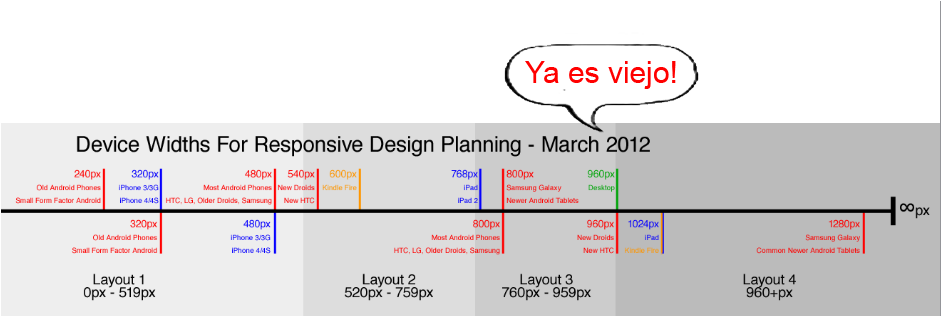 Ya es viejo!
Device Widths For Responsive Design Planning - March 2012
240px
Old Android Phones
Small Form Factor Android
320px
iPhone 3/3G
iPhone 4/4S
480px
Most Android Phones
HTC, LG, Older Droids, Samsung
540px
New Droids
New HTC
600px
Kindle Fire
768px
iPad
iPad 2
800px
Samsung Galaxy
Newer Android Tablets
960px
Desktop
∞px
320px
Old Android Phones
Small Form Factor Android
480px
iPhone 3/3G
iPhone 4/4S
800px
Most Android Phones
HTC, LG, Older Droids, Samsung
960px
New Droids
New HTC
1024px
iPad
Kindle Fire
1280px
Samsung Galaxy
Common Newer Android Tablets
Layout 1
0px - 519px
Layout 2
520px - 759px
Layout 3
760px - 959px
Layout 4
960+px